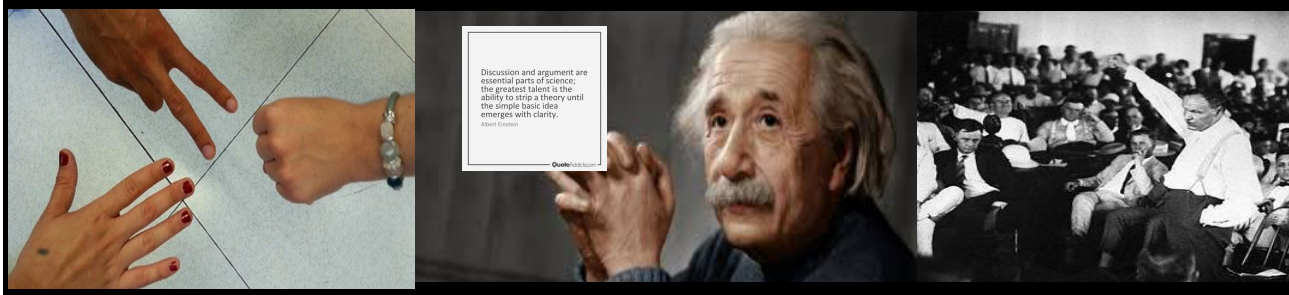 Discussion and argument are
essential parts of science;
the greatest talent is the
ability to strip a theory until
the simple basic idea
emerges with clarity.
Albert Einstein
QuoteAddicts.com